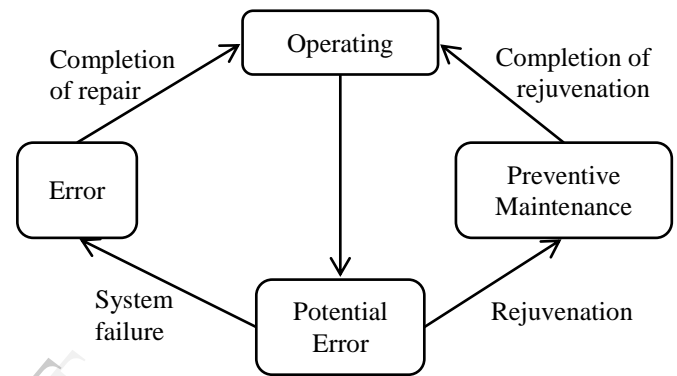 Operating
Completion
of repair
Completion of
rejuvenation
Error
Preventive
Maintenance
System
failure
Potential
Error
Rejuvenation